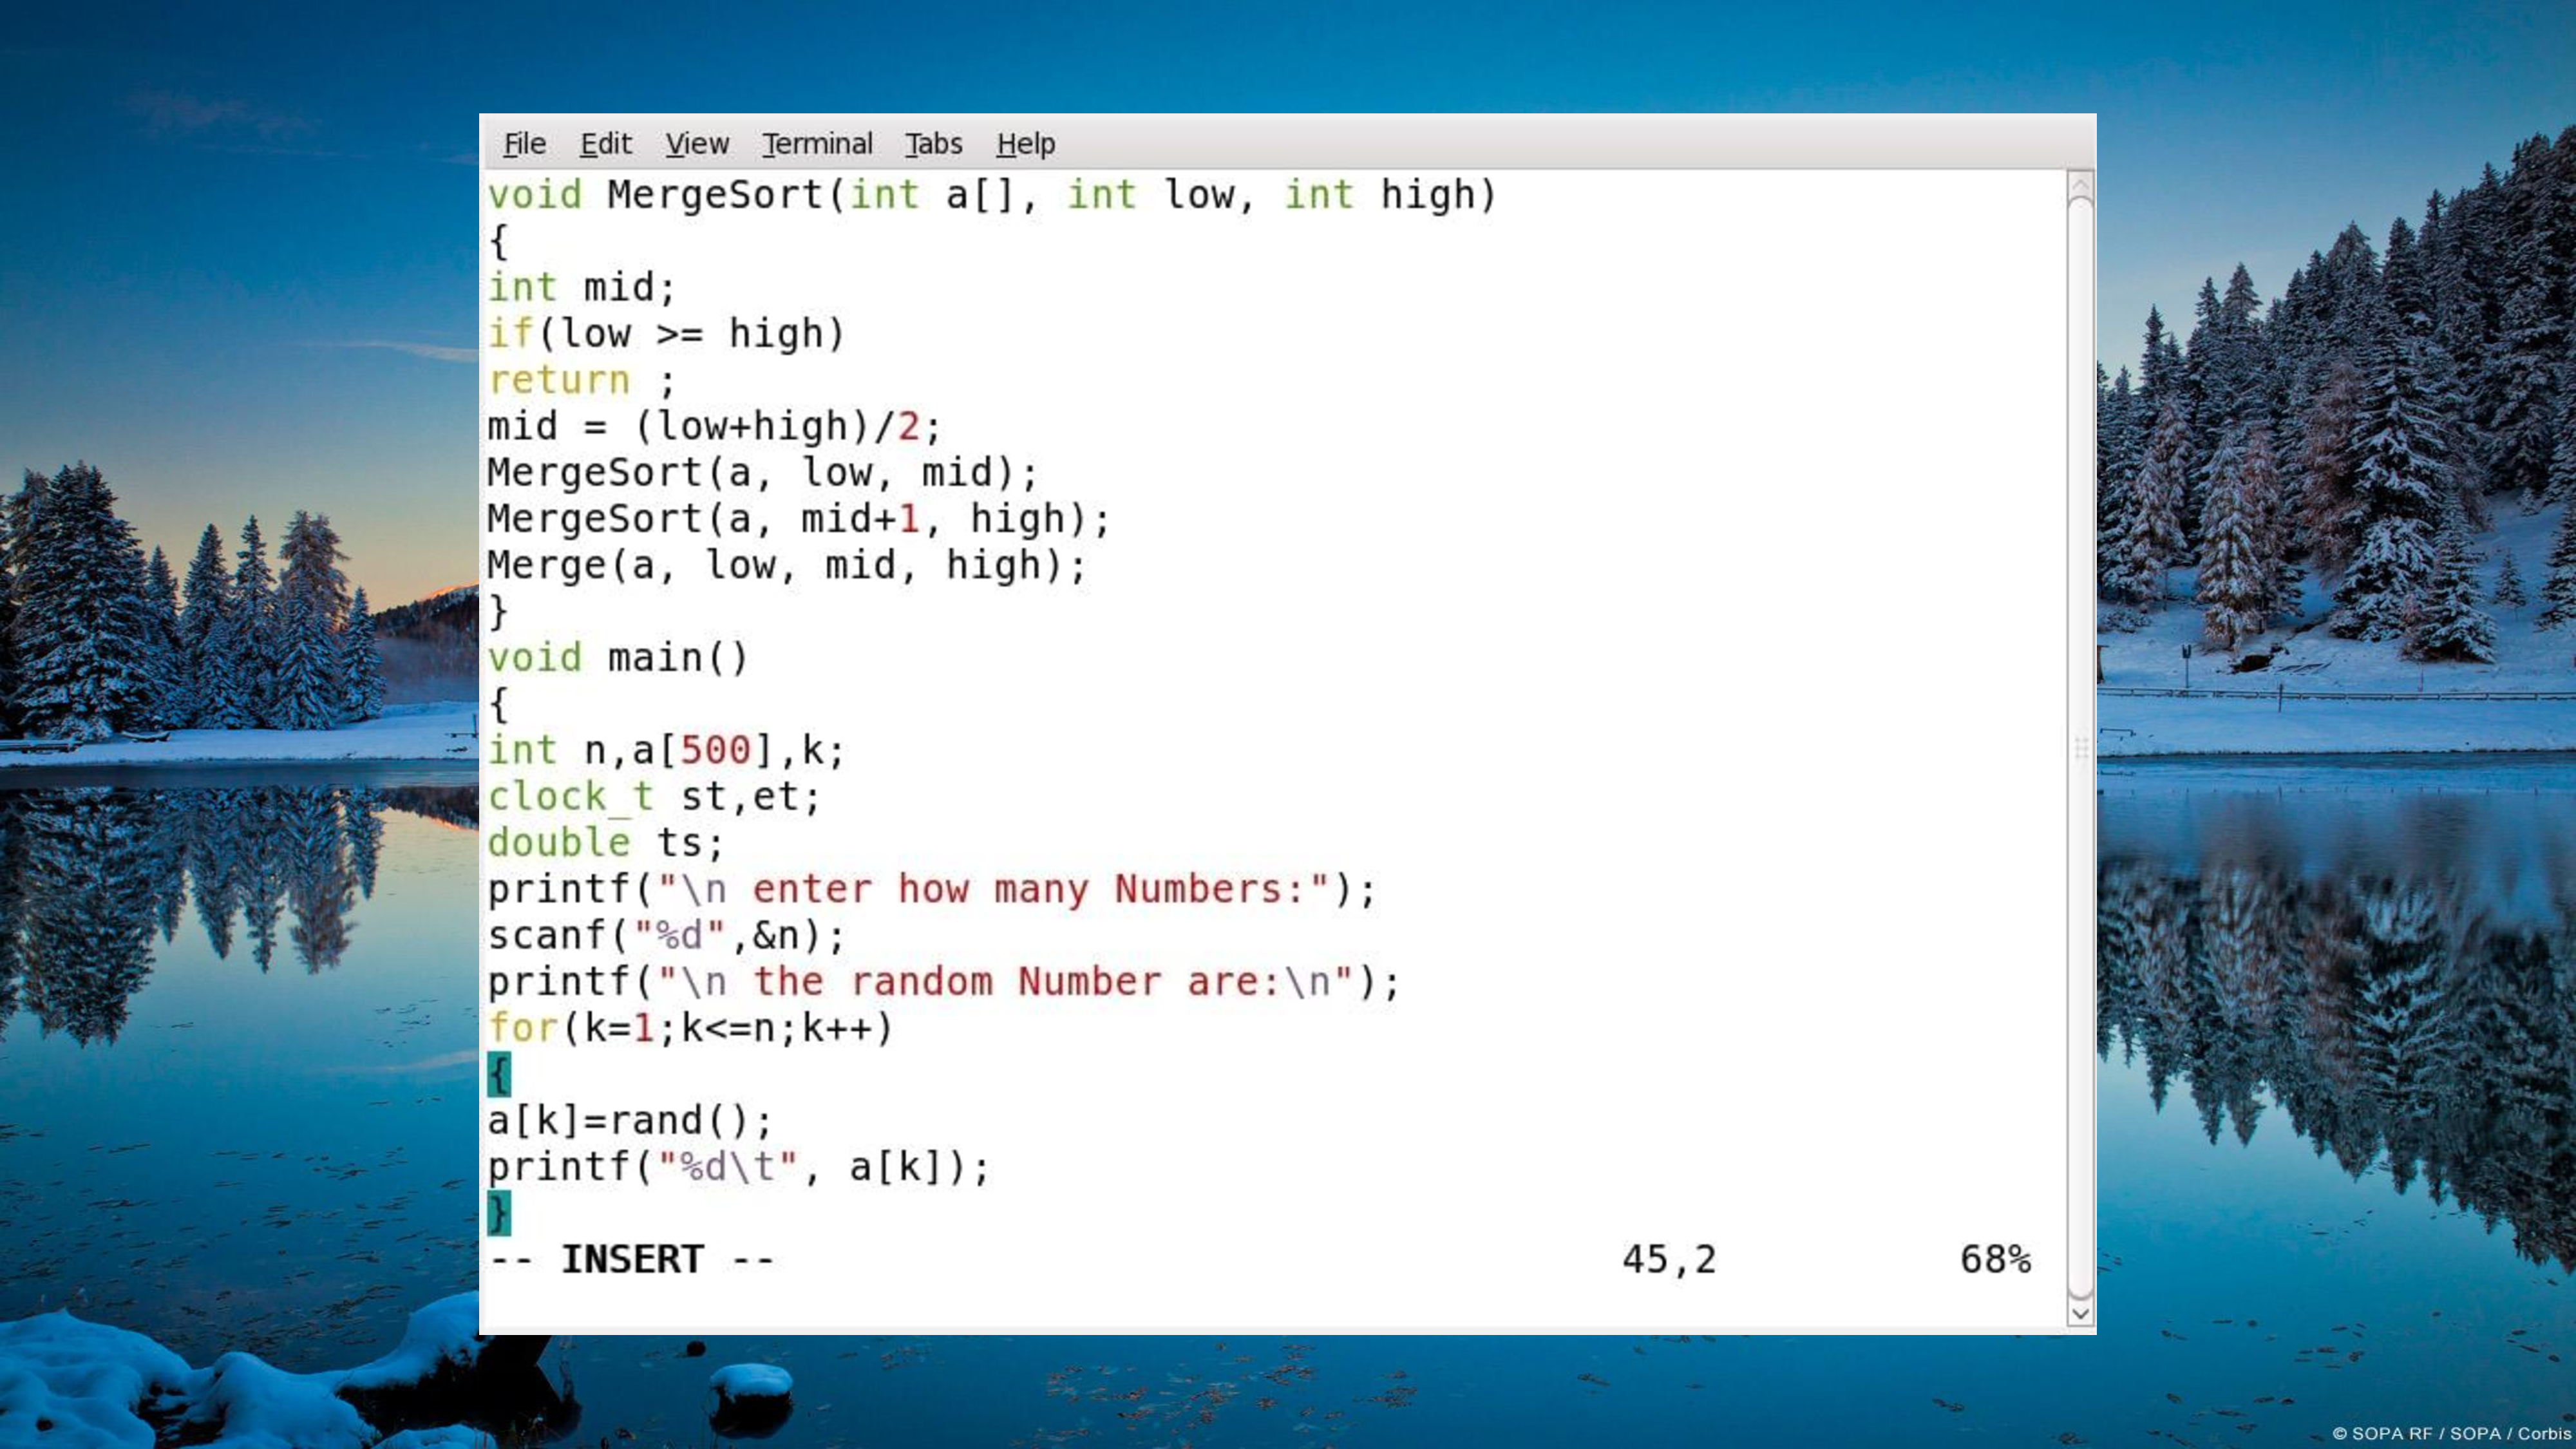 File Edit View Terminal Tabs Help
void MergeSort(int a[], int low, int high)
{
int mid;
if(low >= high)
return ;
mid = (low+high)/2;
MergeSort(a, low, mid);
MergeSort(a, mid+1, high);
Merge(a, low, mid, high);
}
void main()
{
int n,a[500],k;
clock_t st,et;
double ts;
printf("\n enter how many Numbers:");
scanf("%d",&n);
printf("\n the random Number are:\n");
for(k=1;k<=n;k++)
{
a[k]=rand();
printf("%d\t", a[k]);
}
-- INSERT -- 45,2 68%
© SOPA RF / SOPA / Corbis